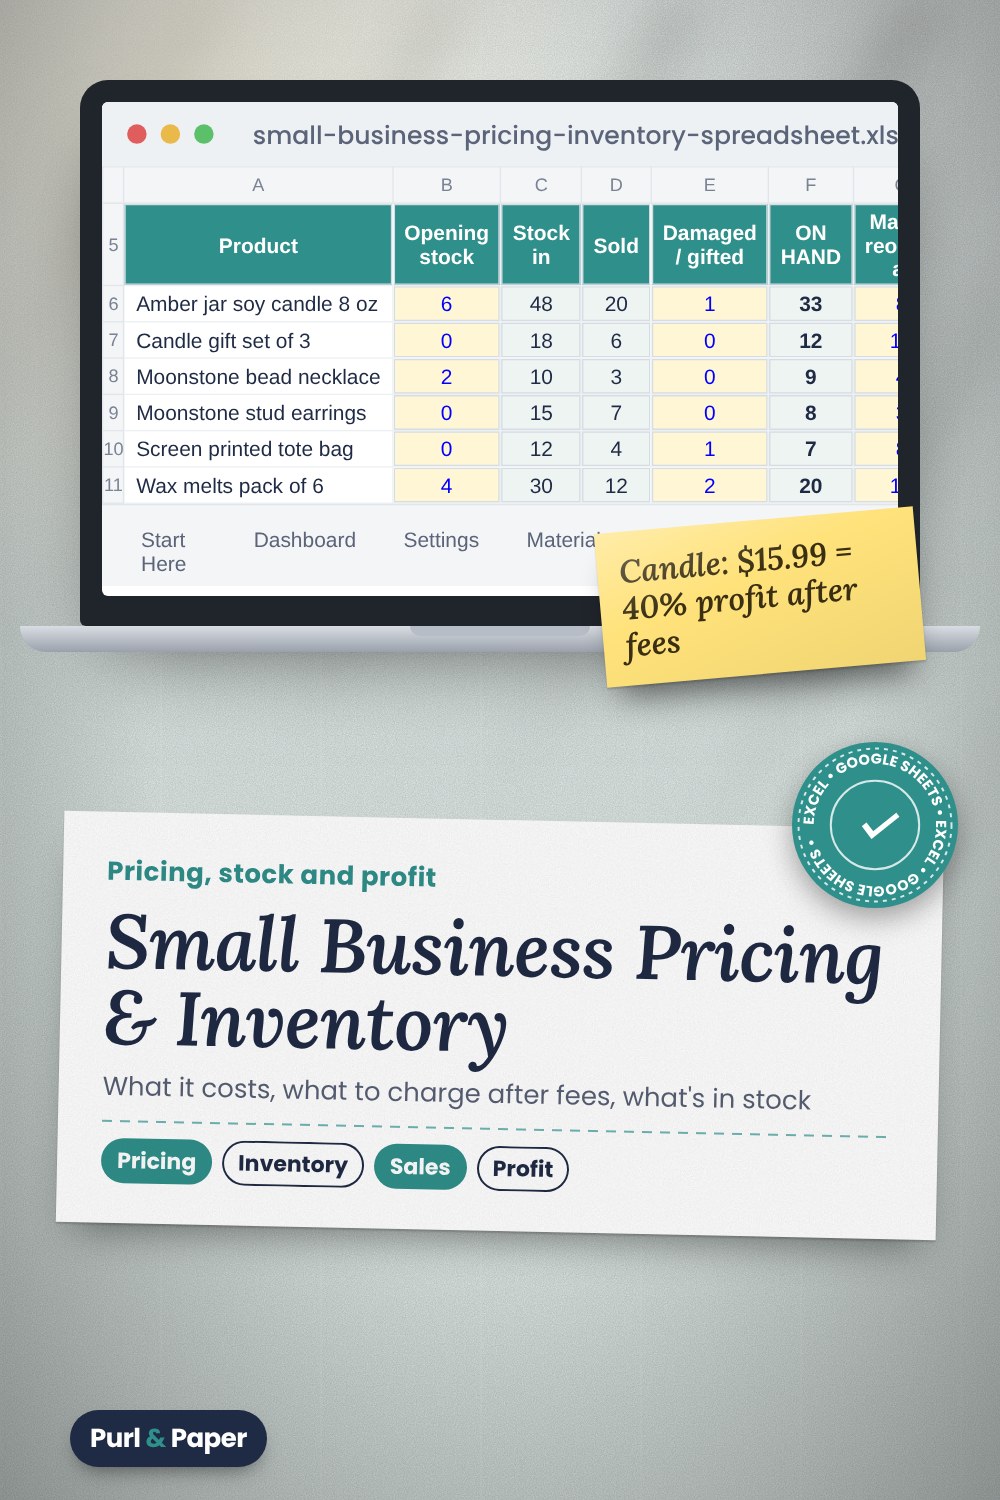 small-business-pricing-inventory-spreadsheet.xls
A B C D E F
5 Product Opening stock Stock in Sold Damaged / gifted ON HAND
6 Amber jar soy candle 8 oz 6 48 20 1 33
7 Candle gift set of 3 0 18 6 0 12
8 Moonstone bead necklace 2 10 3 0 9
9 Moonstone stud earrings 0 15 7 0 8
10 Screen printed tote bag 0 12 4 1 7
11 Wax melts pack of 6 4 30 12 2 20
Start Here Dashboard Settings
Candle: $15.99 =
40% profit after
fees
EXCEL • GOOGLE SHEETS • EXCEL • GOOGLE SHEETS •
Pricing, stock and profit
Small Business Pricing
& Inventory
What it costs, what to charge after fees, what's in stock
Pricing Inventory Sales Profit
Purl & Paper